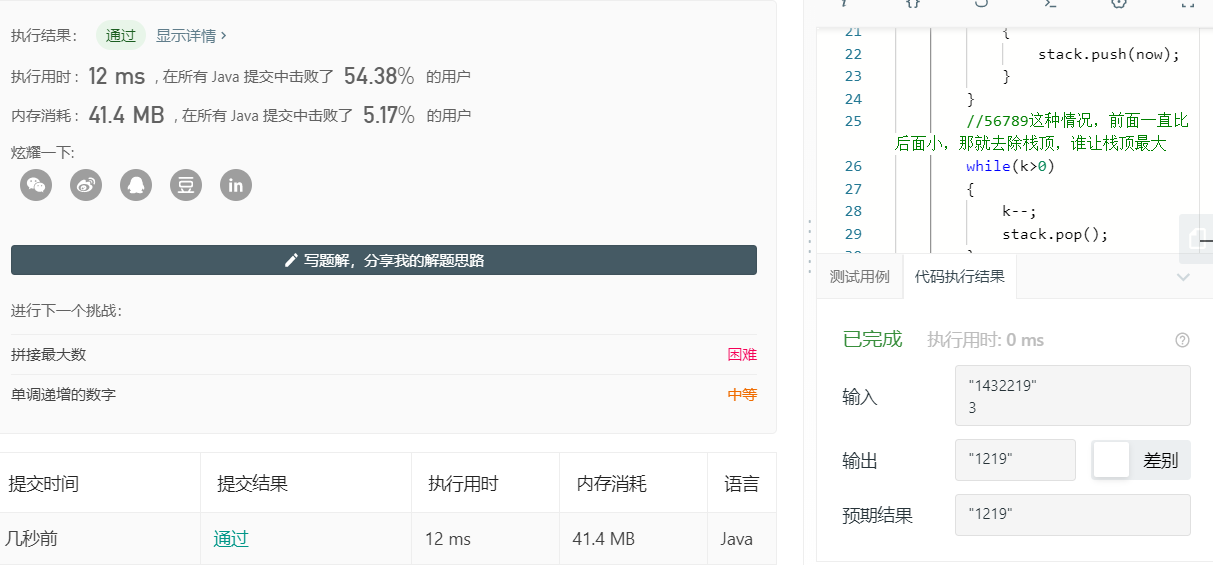 执行结果： 通过 显示详情 ›
执行用时： 12 ms ，在所有 Java 提交中击败了 54.38% 的用户
内存消耗： 41.4 MB ，在所有 Java 提交中击败了 5.17% 的用户
炫耀一下:
写题解，分享我的解题思路
进行下一个挑战：
拼接最大数 困难
单调递增的数字 中等
提交时间 提交结果 执行用时 内存消耗 语言
几秒前 通过 12 ms 41.4 MB Java
i {}
21 {
22 stack.push(now);
23 }
24 }
25 //56789这种情况，前面一直比
后面小，那就去除栈顶，谁让栈顶最大
26 while(k>0)
27 {
28 k--;
29 stack.pop();
测试用例 代码执行结果
已完成 执行用时: 0 ms
输入 "1432219"
3
输出 "1219" 差别
预期结果 "1219"